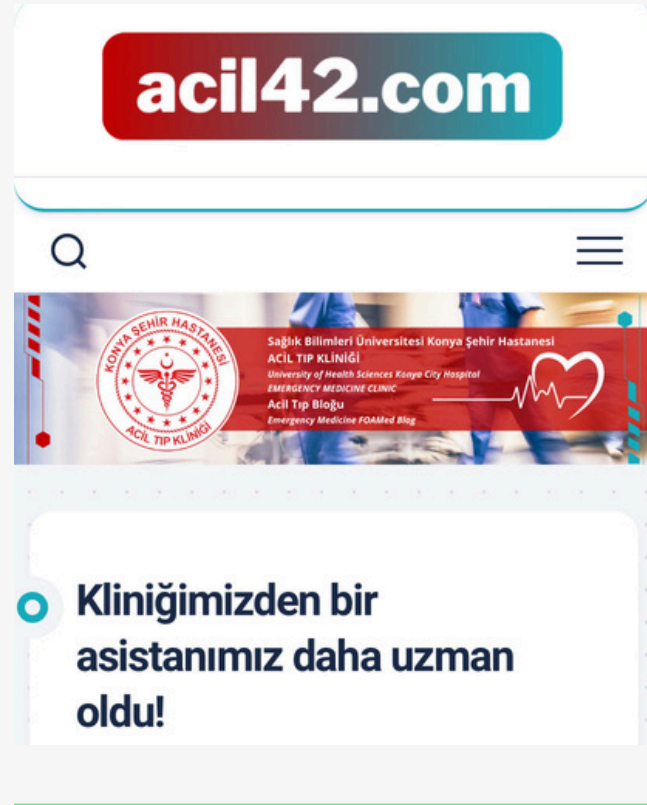 acil42.com
KONYA ŞEHİR HASTANESİ
ACİL TIP KLİNİĞİ
Sağlık Bilimleri Üniversitesi Konya Şehir Hastanesi
ACİL TIP KLİNİĞİ
University of Health Sciences Konya City Hospital
EMERGENCY MEDICINE CLINIC
Acil Tıp Bloğu
Emergency Medicine FOAMed Blog
Kliniğimizden bir
asistanımız daha uzman
oldu!